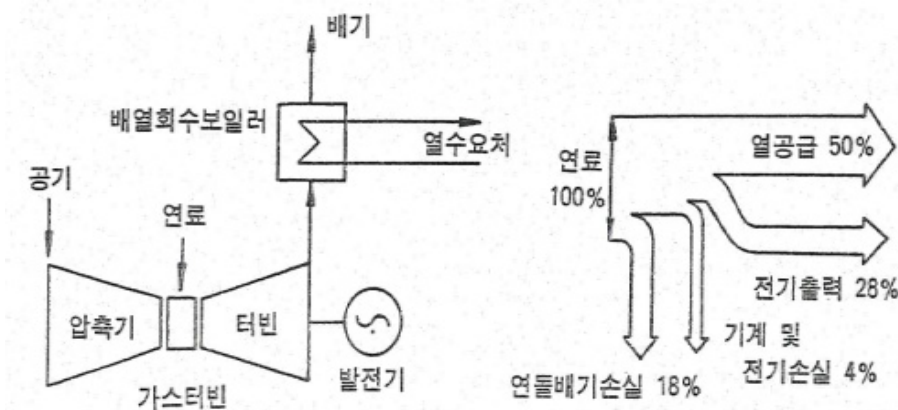 배기
배열회수보일러
열수요처
공기
연료
압축기
터빈
발전기
가스터빈
연료
100%
열공급 50%
전기출력 28%
기계 및
전기손실 4%
연돌배기손실 18%